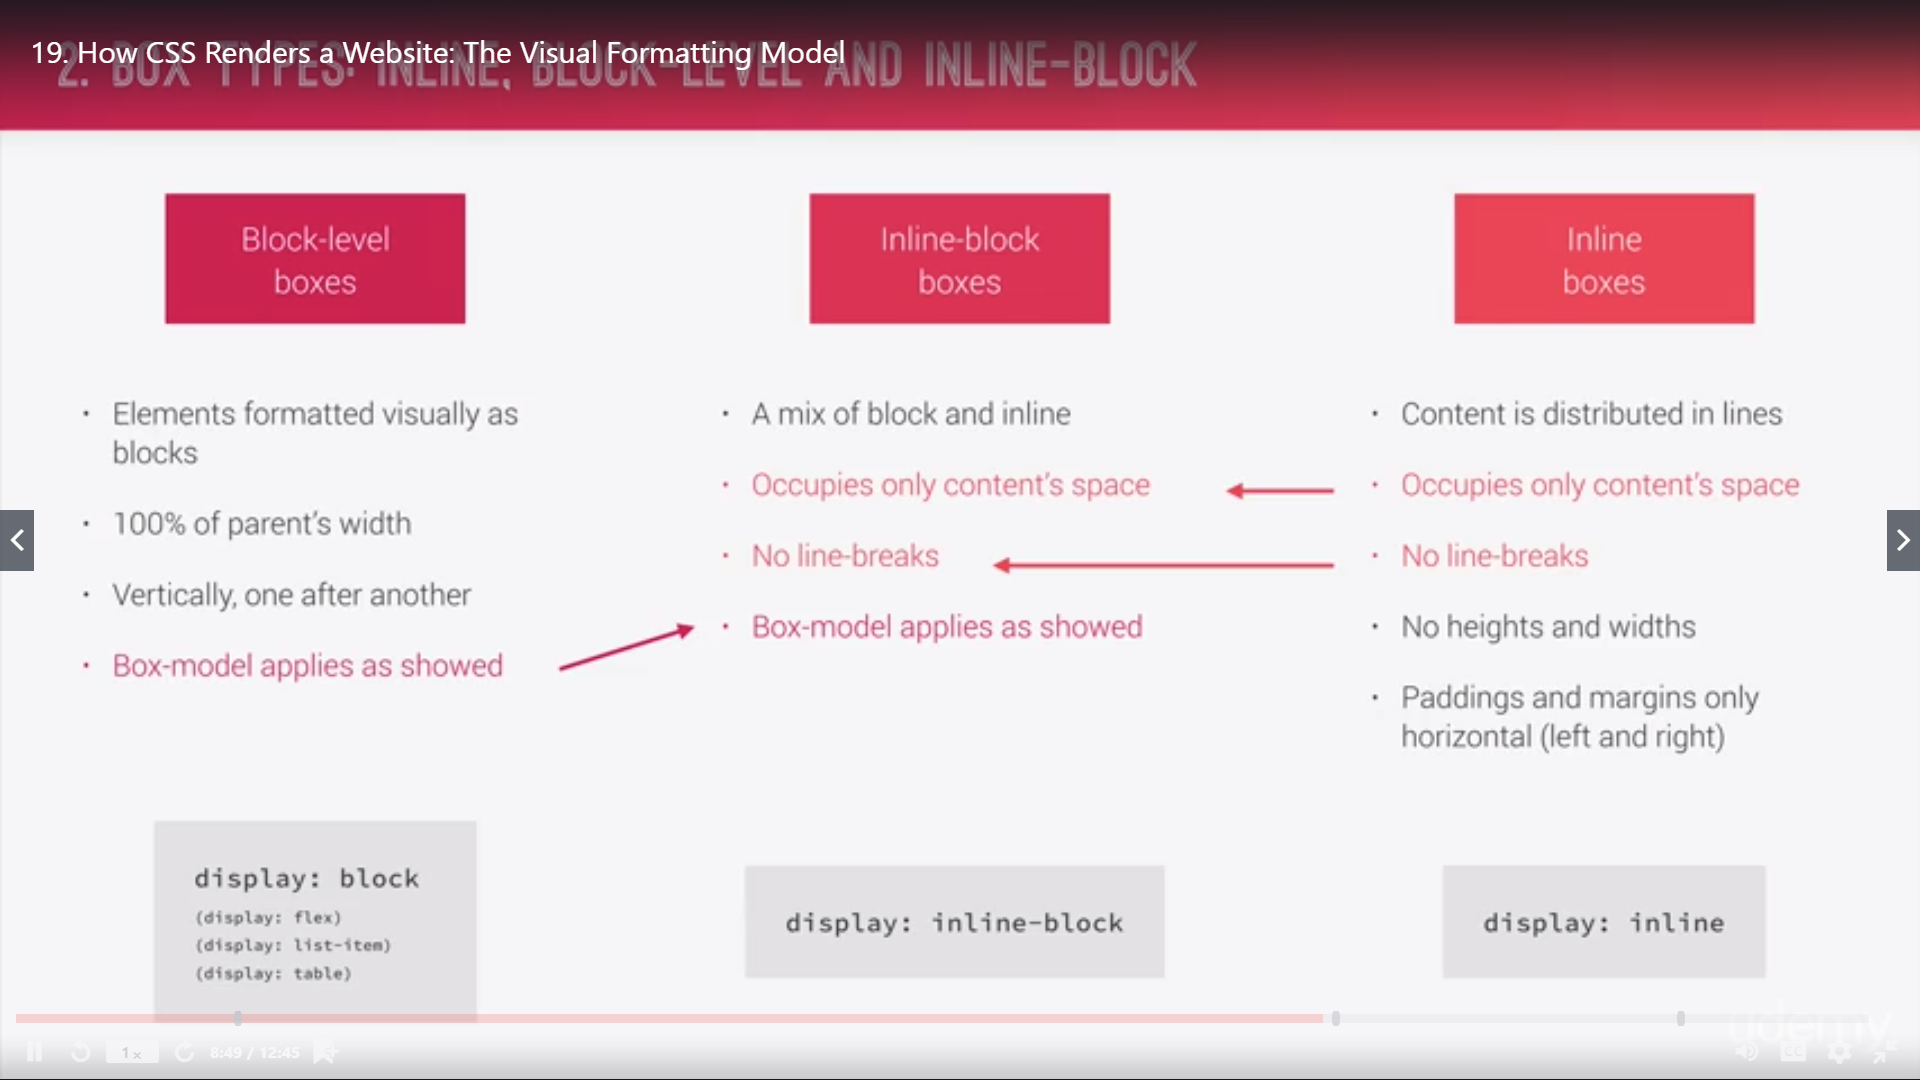 19. How CSS Renders a Website: The Visual Formatting Model
2. BOX TYPES: INLINE, BLOCK-LEVEL AND INLINE-BLOCK
Block-level
boxes
• Elements formatted visually as
blocks
• 100% of parent's width
• Vertically, one after another
• Box-model applies as showed
display: block
(display: flex)
(display: list-item)
(display: table)
Inline-block
boxes
• A mix of block and inline
• Occupies only content's space
• No line-breaks
• Box-model applies as showed
display: inline-block
Inline
boxes
• Content is distributed in lines
• Occupies only content's space
• No line-breaks
• No heights and widths
• Paddings and margins only
horizontal (left and right)
display: inline
udemy
1x
8:49 / 12:45
CC